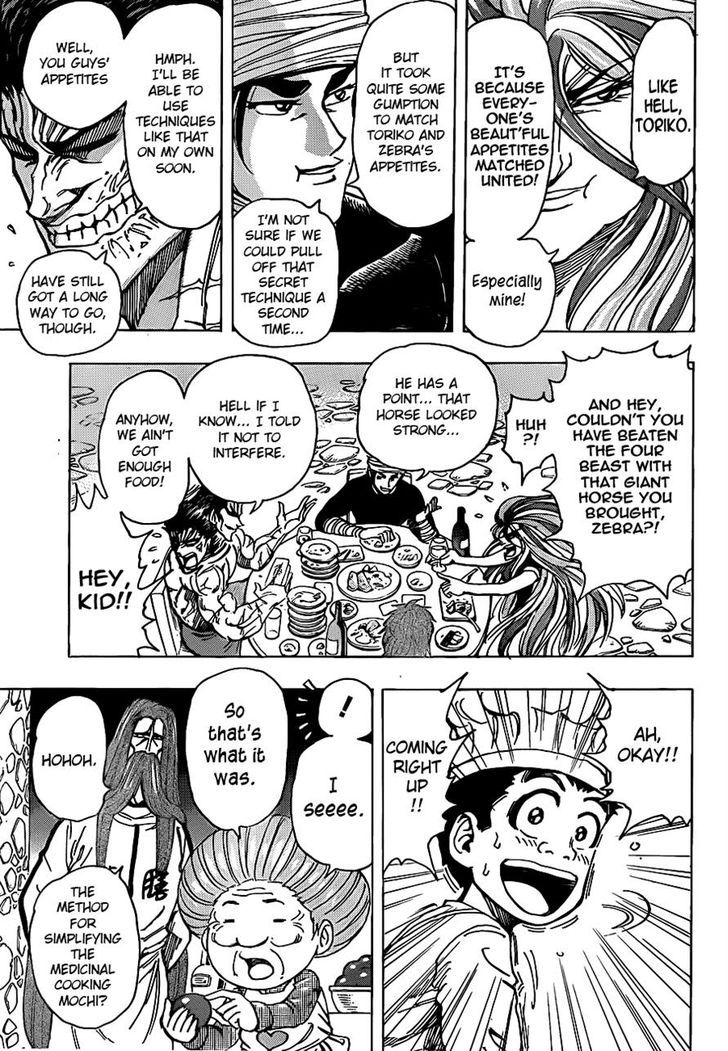 LIKE
HELL,
TORIKO.
IT'S
BECAUSE
EVERY-
ONE'S
BEAUT'FUL
APPETITES
MATCHED
UNITED!
Especially
mine!
BUT
IT TOOK
QUITE SOME
GUMPTION
TO MATCH
TORIKO AND
ZEBRA'S
APPETITES.
I'M NOT
SURE IF WE
COULD PULL
OFF THAT
SECRET
TECHNIQUE A
SECOND
TIME...
HMPH.
I'LL BE
ABLE TO
USE
TECHNIQUES
LIKE THAT
ON MY OWN
SOON.
WELL,
YOU GUYS'
APPETITES
HAVE STILL
GOT A LONG
WAY TO GO,
THOUGH.
AND HEY,
COULDN'T YOU
HAVE BEATEN
THE FOUR
BEAST WITH
THAT GIANT
HORSE YOU
BROUGHT,
ZEBRA?!
HUH
?!
HE HAS A
POINT... THAT
HORSE LOOKED
STRONG...
HELL IF I
KNOW... I TOLD
IT NOT TO
INTERFERE.
ANYHOW,
WE AIN'T
GOT
ENOUGH
FOOD!
HEY,
KID!!
AH,
OKAY!!
COMING
RIGHT
UP
!!
!
I
seeee.
So
that's
what it
was.
HOHOH.
THE
METHOD
FOR
SIMPLIFYING
THE
MEDICINAL
COOKING
MOCHI?